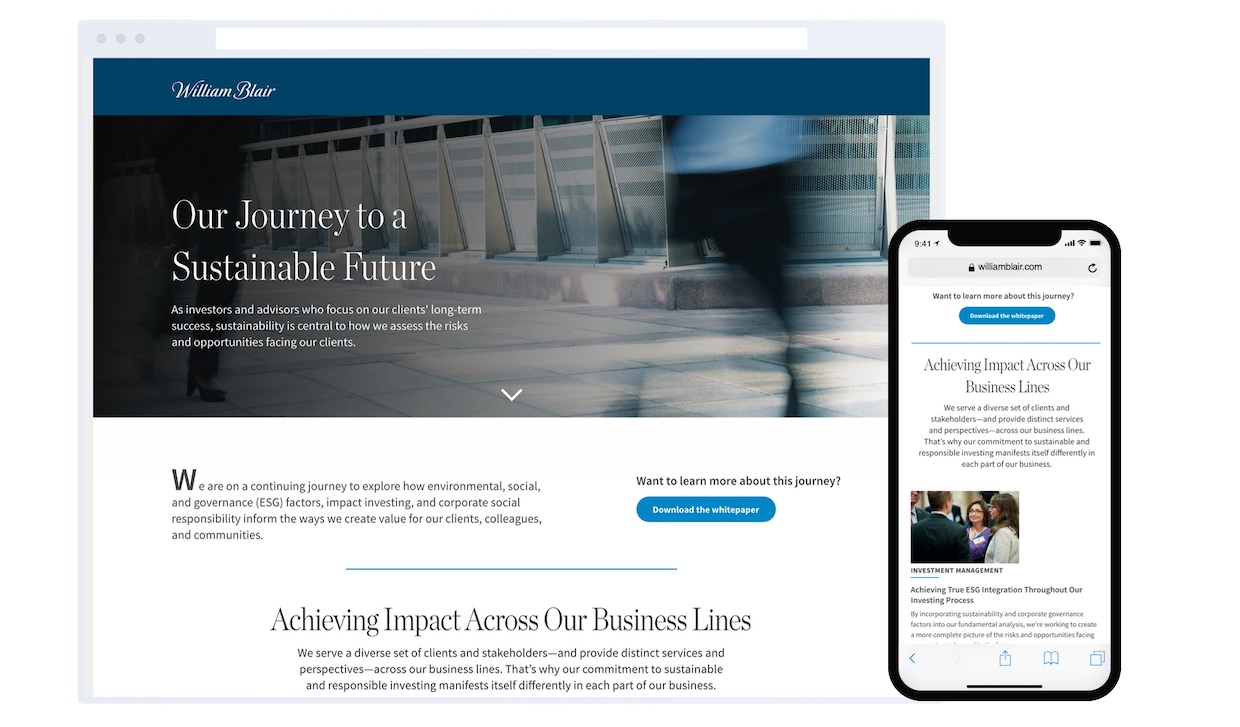 William Blair
Our Journey to a
Sustainable Future
As investors and advisors who focus on our clients' long-term
success, sustainability is central to how we assess the risks
and opportunities facing our clients.
We are on a continuing journey to explore how environmental, social,
and governance (ESG) factors, impact investing, and corporate social
responsibility inform the ways we create value for our clients, colleagues,
and communities.
Want to learn more about this journey?
Download the whitepaper
Achieving Impact Across Our Business Lines
We serve a diverse set of clients and stakeholders—and provide distinct services and
perspectives—across our business lines. That's why our commitment to sustainable
and responsible investing manifests itself differently in each part of our business.
9:41
williamblair.com
Want to learn more about this journey?
Download the whitepaper
Achieving Impact Across Our
Business Lines
We serve a diverse set of clients and
stakeholders—and provide distinct services
and perspectives—across our business lines.
That's why our commitment to sustainable and
responsible investing manifests itself differently in
each part of our business.
INVESTMENT MANAGEMENT
Achieving True ESG Integration Throughout Our
Investing Process
By incorporating sustainability and corporate governance
factors into our fundamental analysis, we're working to create
a more complete picture of the risks and opportunities facing